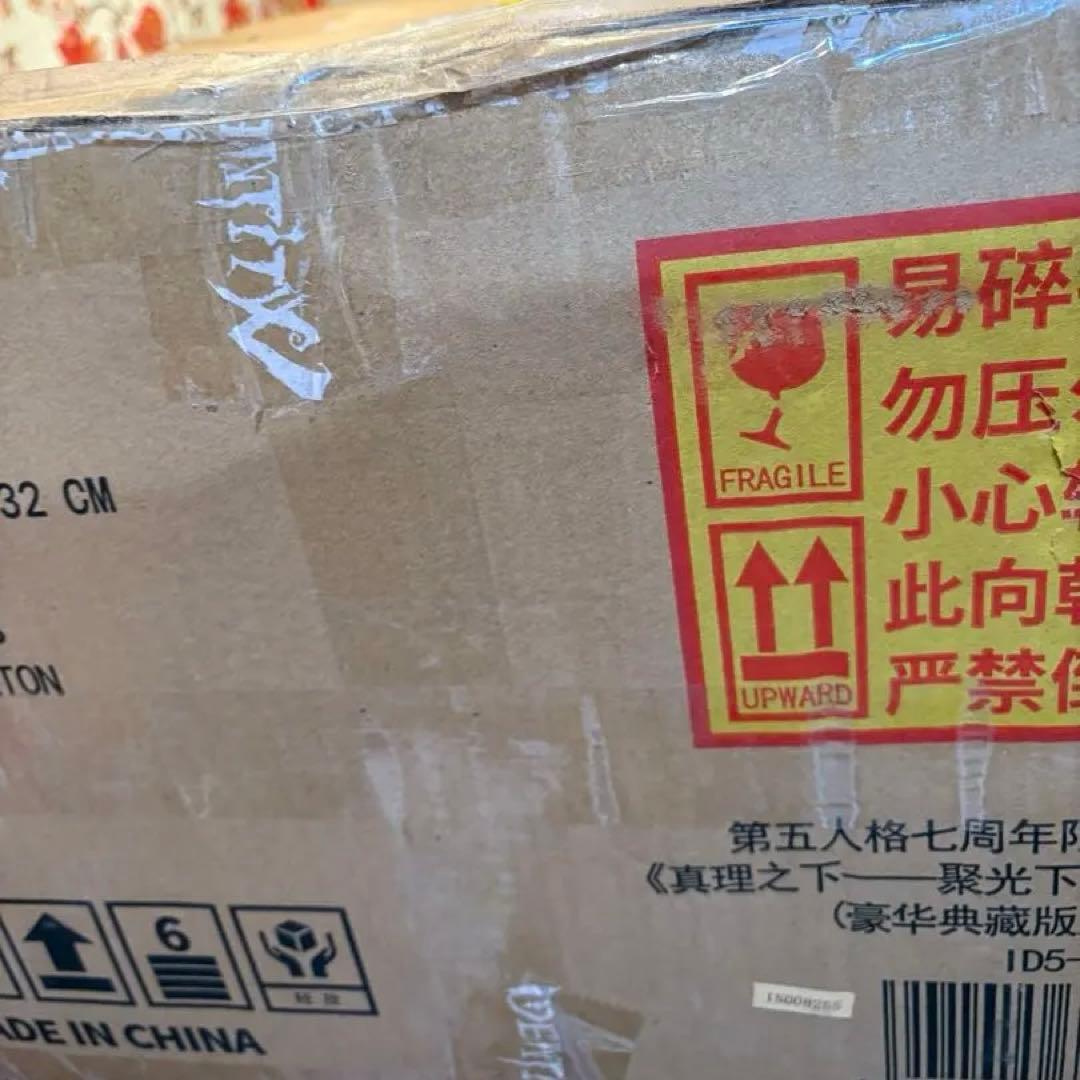 32 CM
TON
FRAGILE
UPWARD
易碎
勿压
小心
此向
严禁
第五人格七周年
《真理之下——聚光下
(豪华典藏版
ID5-
6
轻放
ADE IN CHINA